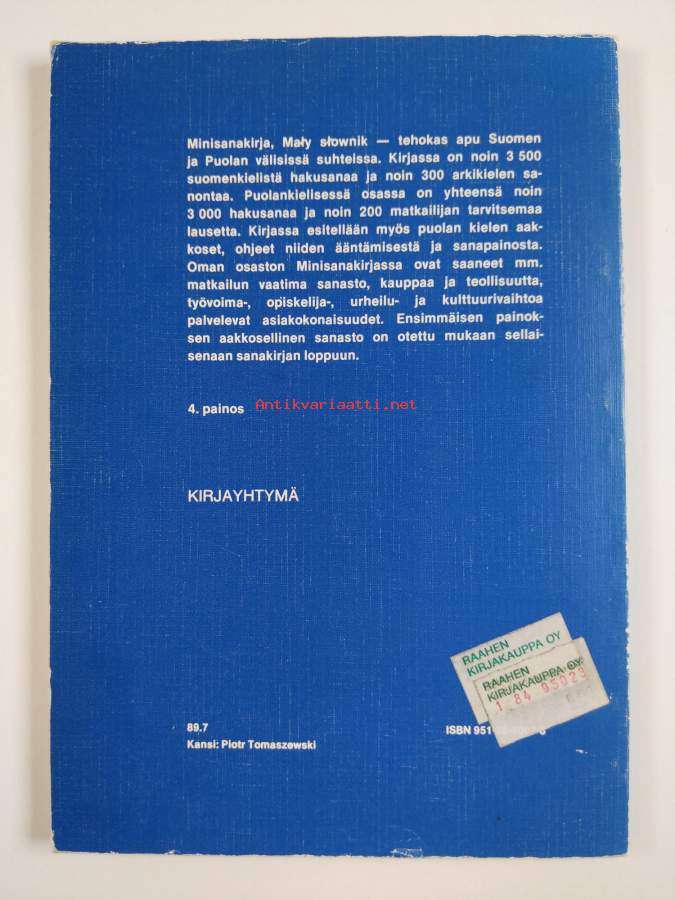 Minisanakirja, Mały słownik — tehokas apu Suomen
ja Puolan välisissä suhteissa. Kirjassa on noin 3 500
suomenkielistä hakusanaa ja noin 300 arkikielen sa-
nontaa. Puolankielisessä osassa on yhteensä noin
3 000 hakusanaa ja noin 200 matkailijan tarvitsemaa
lausetta. Kirjassa esitellään myös puolan kielen aak-
koset, ohjeet niiden ääntämisestä ja sanapainosta.
Oman osaston Minisanakirjassa ovat saaneet mm.
matkailun vaatima sanasto, kauppaa ja teollisuutta,
työvoima-, opiskelija-, urheilu- ja kulttuurivaihtoa
palvelevat asiakokonaisuudet. Ensimmäisen painok-
sen aakkosellinen sanasto on otettu mukaan sellai-
senaan sanakirjan loppuun.
4. painos
Antikvariaatti.net
KIRJAYHTYMÄ
RAAHEN
KIRJAKAUPPA OY
RAAHEN
KIRJAKAUPPA OY
1 84 95023
89.7
ISBN 951
Kansi: Piotr Tomaszewski